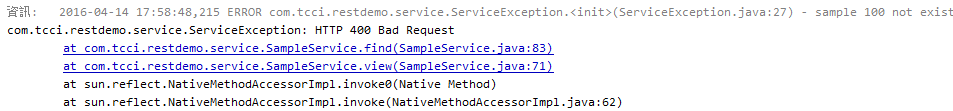 資訊: 2016-04-14 17:58:48,215 ERROR com.tcci.restdemo.service.ServiceException.<init>(ServiceException.java:27) - sample 100 not exist
com.tcci.restdemo.service.ServiceException: HTTP 400 Bad Request
at com.tcci.restdemo.service.SampleService.find(SampleService.java:83)
at com.tcci.restdemo.service.SampleService.view(SampleService.java:71)
at sun.reflect.NativeMethodAccessorImpl.invoke0(Native Method)
at sun.reflect.NativeMethodAccessorImpl.invoke(NativeMethodAccessorImpl.java:62)